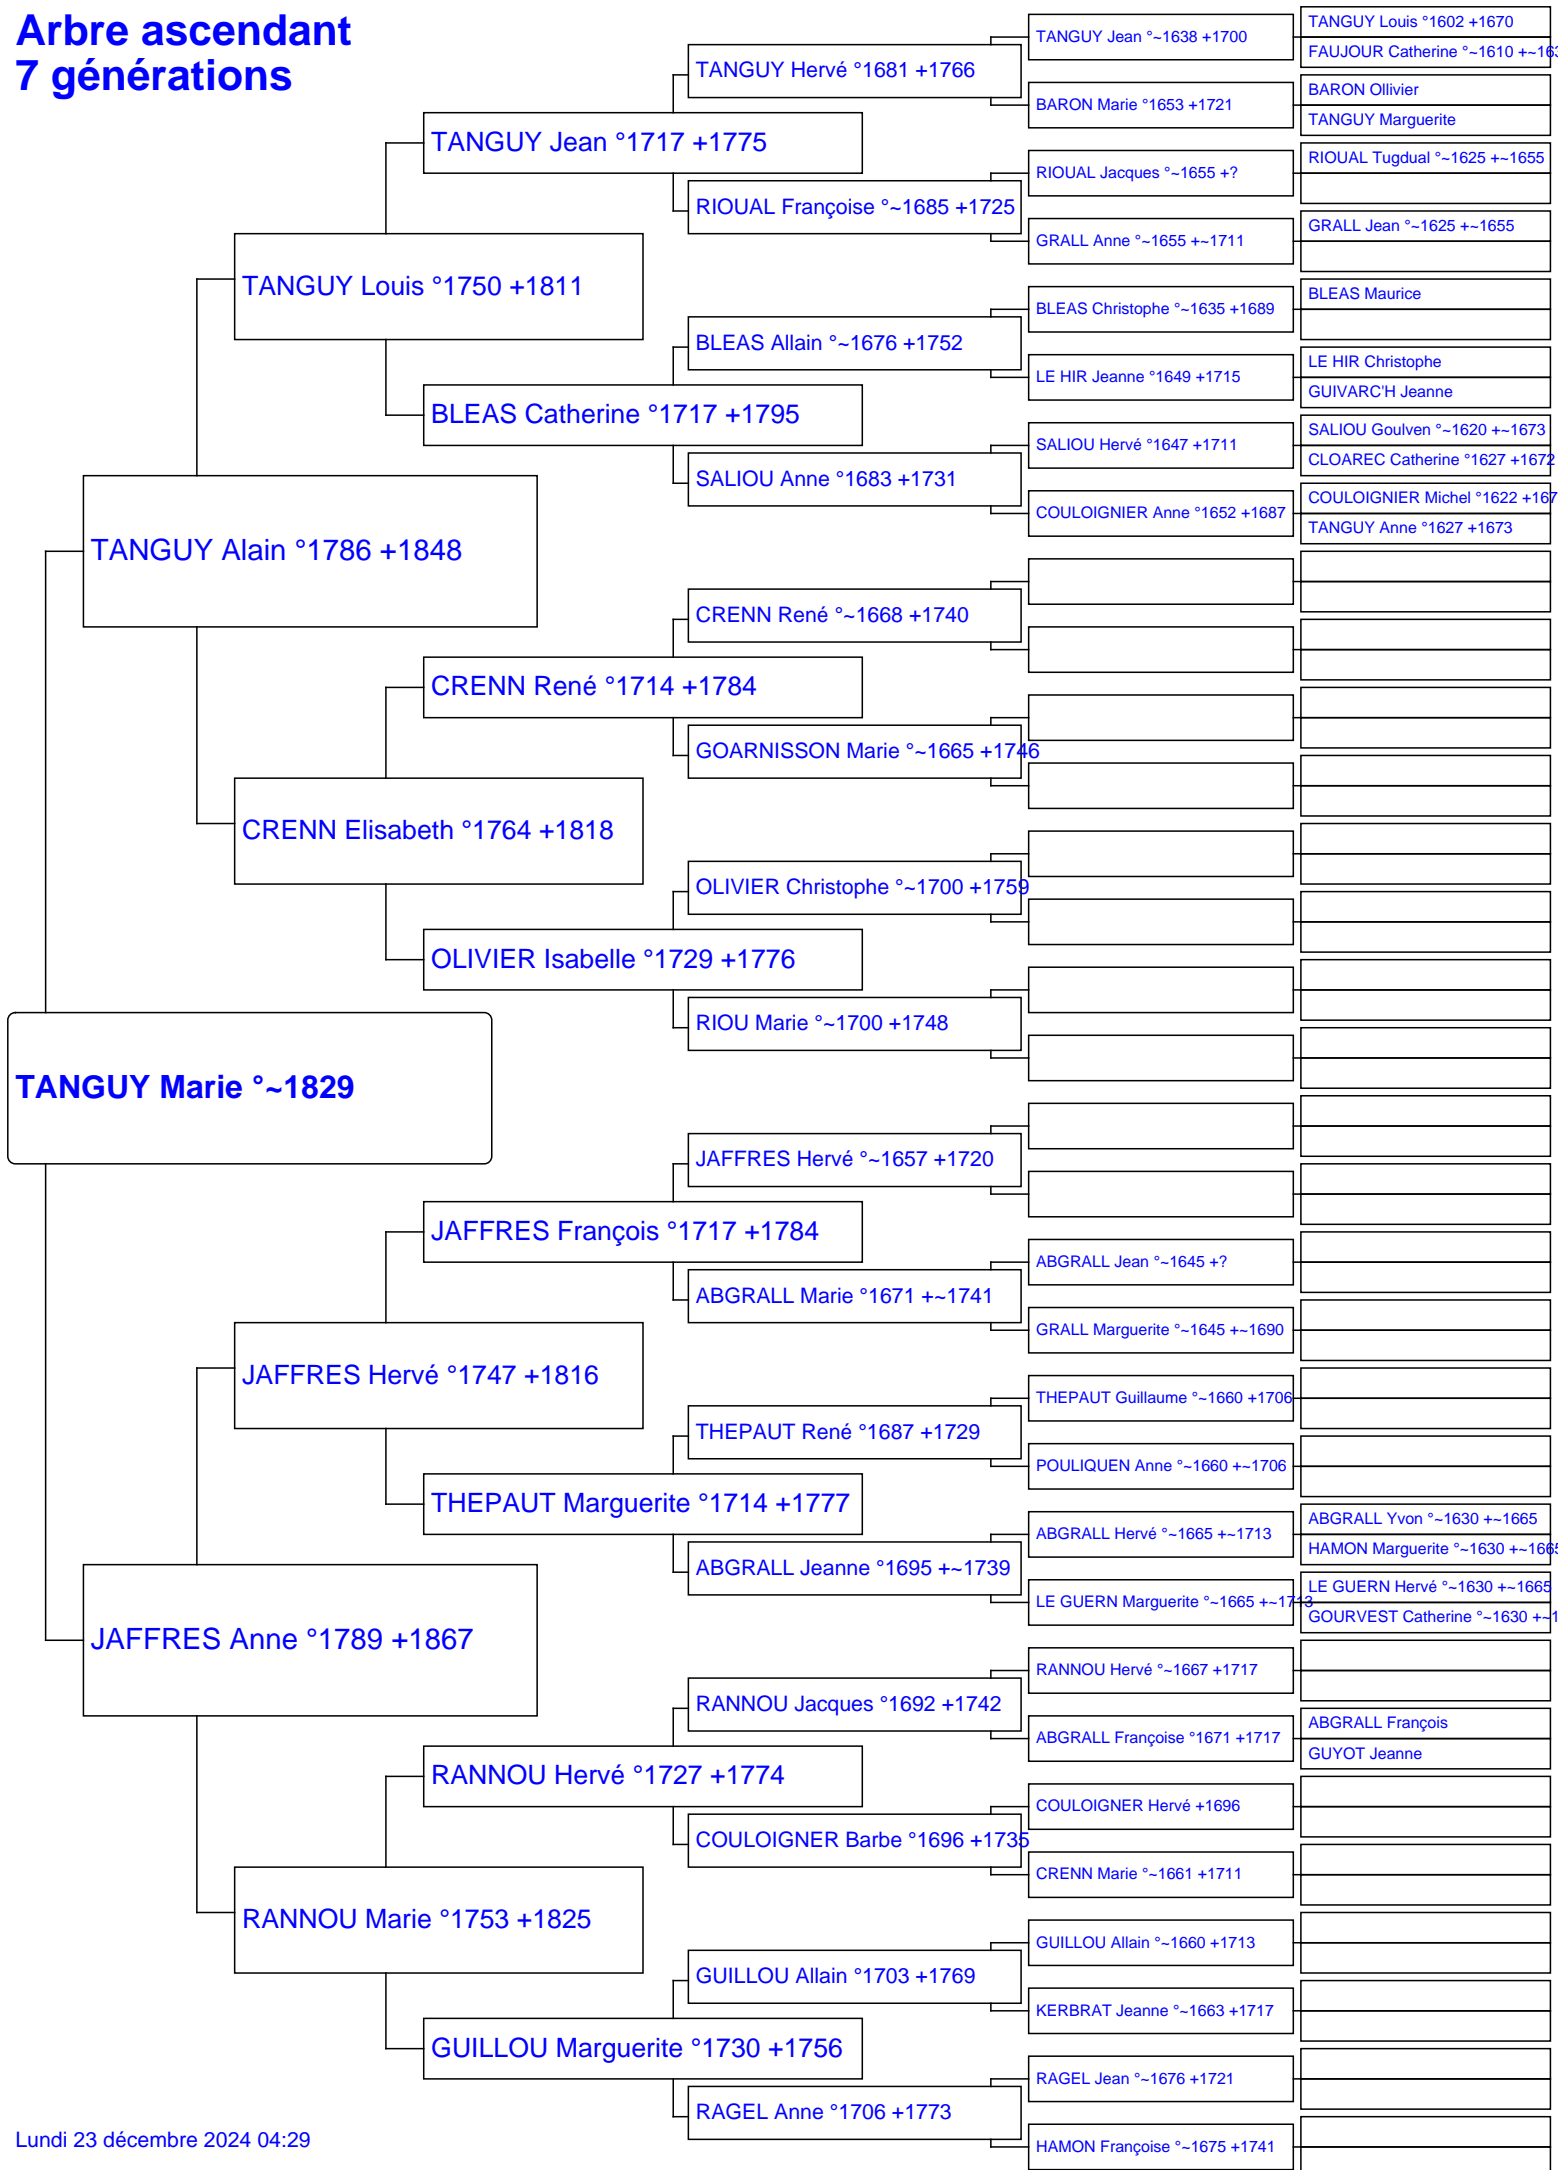 Arbre ascendant
7 générations
TANGUY Marie °~1829
TANGUY Alain °1786 +1848
JAFFRES Anne °1789 +1867
TANGUY Louis °1750 +1811
CRENN Elisabeth °1764 +1818
JAFFRES Hervé °1747 +1816
RANNOU Marie °1753 +1825
TANGUY Jean °1717 +1775
BLEAS Catherine °1717 +1795
CRENN René °1714 +1784
OLIVIER Isabelle °1729 +1776
JAFFRES François °1717 +1784
THEPAUT Marguerite °1714 +1777
RANNOU Hervé °1727 +1774
GUILLOU Marguerite °1730 +1756
TANGUY Hervé °1681 +1766
RIOUAL Françoise °~1685 +1725
BLEAS Allain °~1676 +1752
SALIOU Anne °1683 +1731
CRENN René °~1668 +1740
GOARNISSON Marie °~1665 +1746
OLIVIER Christophe °~1700 +1759
RIOU Marie °~1700 +1748
JAFFRES Hervé °~1657 +1720
ABGRALL Marie °1671 +~1741
THEPAUT René °1687 +1729
ABGRALL Jeanne °1695 +~1739
RANNOU Jacques °1692 +1742
COULOIGNER Barbe °1696 +1735
GUILLOU Allain °1703 +1769
RAGEL Anne °1706 +1773
TANGUY Jean °~1638 +1700
BARON Marie °1653 +1721
RIOUAL Jacques °~1655 +?
GRALL Anne °~1655 +~1711
BLEAS Christophe °~1635 +1689
LE HIR Jeanne °1649 +1715
SALIOU Hervé °1647 +1711
COULOIGNIER Anne °1652 +1687
ABGRALL Jean °~1645 +?
GRALL Marguerite °~1645 +~1690
THEPAUT Guillaume °~1660 +1706
POULIQUEN Anne °~1660 +~1706
ABGRALL Hervé °~1665 +~1713
LE GUERN Marguerite °~1665 +~1713
RANNOU Hervé °~1667 +1717
ABGRALL Françoise °1671 +1717
COULOIGNER Hervé +1696
CRENN Marie °~1661 +1711
GUILLOU Allain °~1660 +1713
KERBRAT Jeanne °~1663 +1717
RAGEL Jean °~1676 +1721
HAMON Françoise °~1675 +1741
TANGUY Louis °1602 +1670
FAUJOUR Catherine °~1610 +~163
BARON Ollivier
TANGUY Marguerite
RIOUAL Tugdual °~1625 +~1655
GRALL Jean °~1625 +~1655
BLEAS Maurice
LE HIR Christophe
GUIVARC'H Jeanne
SALIOU Goulven °~1620 +~1673
CLOAREC Catherine °1627 +1672
COULOIGNIER Michel °1622 +167
TANGUY Anne °1627 +1673
ABGRALL Yvon °~1630 +~1665
HAMON Marguerite °~1630 +~1665
LE GUERN Hervé °~1630 +~1665
GOURVEST Catherine °~1630 +~1
ABGRALL François
GUYOT Jeanne
Lundi 23 décembre 2024 04:29